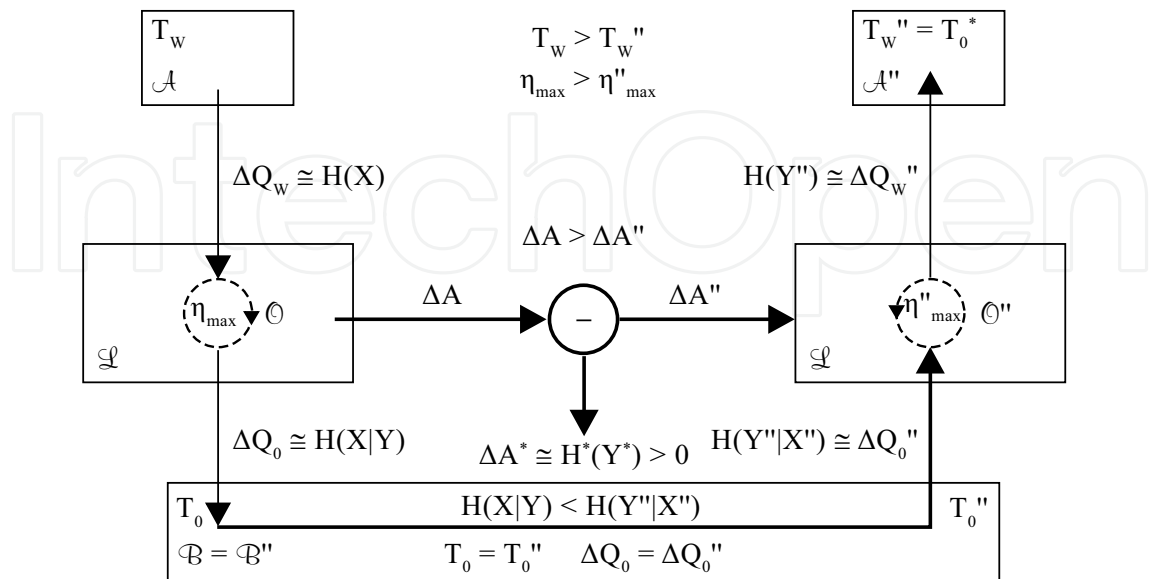 T_W
𝒜
T_W > T_W"
η_max > η"_max
T_W" = T_0^*
𝒜"
IntechOpen
ΔQ_W ≅ H(X)
H(Y") ≅ ΔQ_W"
ΔA > ΔA"
η_max 𝒪
ℒ
ΔA
–
ΔA"
η"_max 𝒪"
ℒ
ΔQ_0 ≅ H(X|Y)
ΔA^* ≅ H^*(Y^*) > 0
H(Y"|X") ≅ ΔQ_0"
T_0
H(X|Y) < H(Y"|X")
T_0"
ℬ = ℬ"
T_0 = T_0" ΔQ_0 = ΔQ_0"